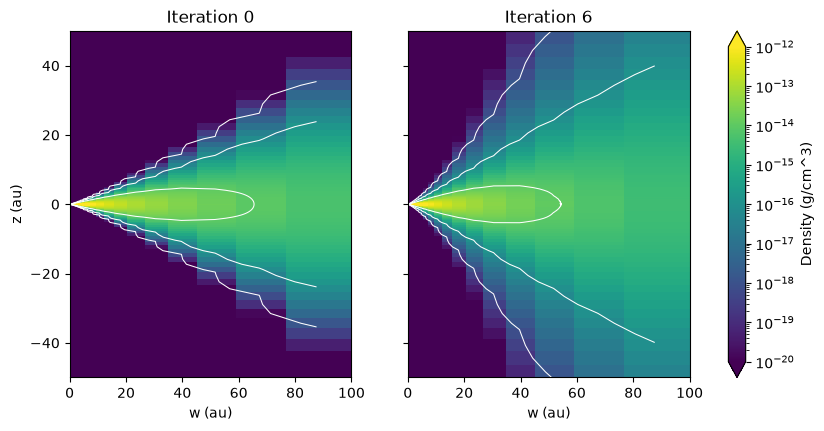 Iteration 0
Iteration 6
z (au)
40
20
0
−20
−40
0 20 40 60 80 100
w (au)
0 20 40 60 80 100
w (au)
10⁻¹²
10⁻¹³
10⁻¹⁴
10⁻¹⁵
10⁻¹⁶
10⁻¹⁷
10⁻¹⁸
10⁻¹⁹
10⁻²⁰
Density (g/cm^3)